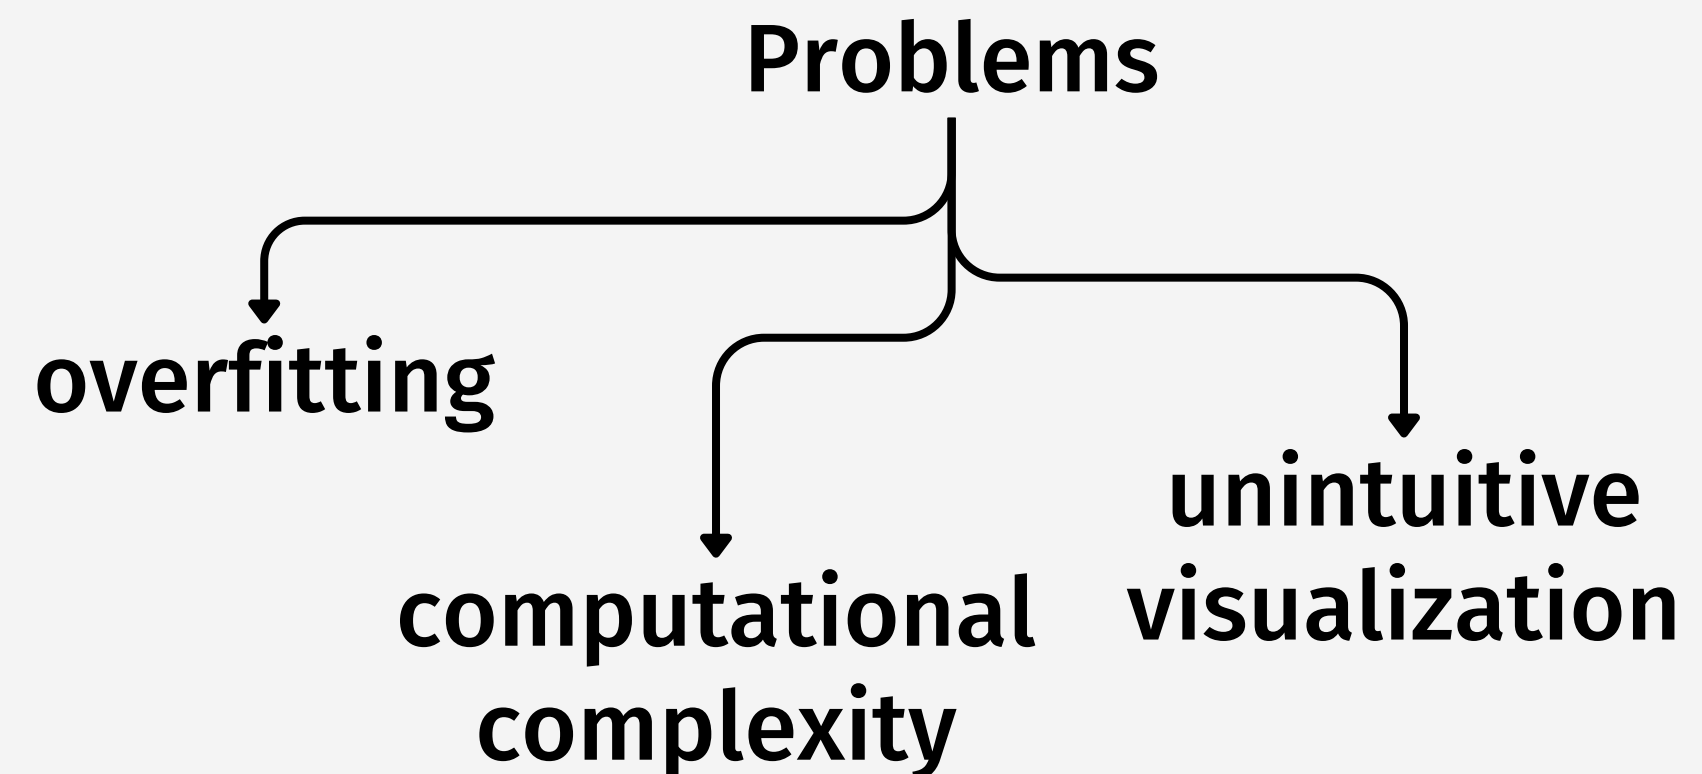 Problems
overfitting
computational
complexity
unintuitive
visualization